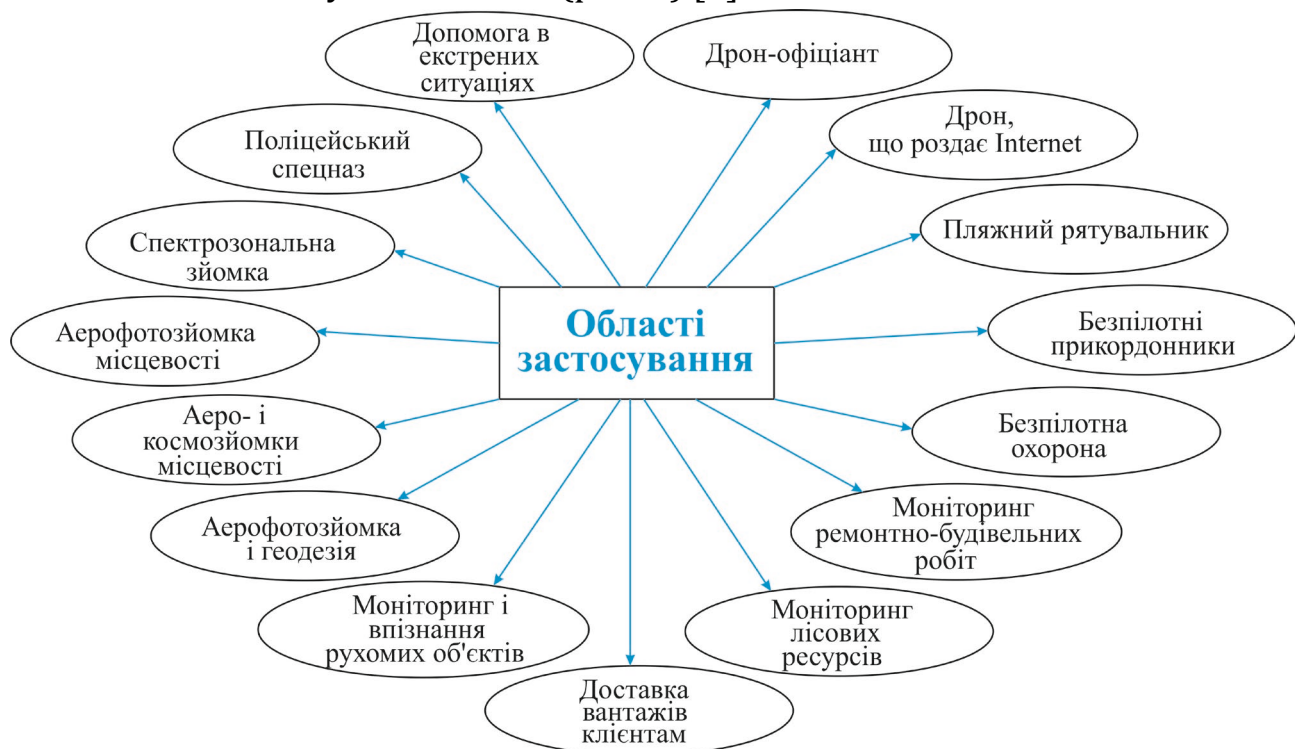 Допомога в
екстрених
ситуаціях
Дрон-офіціант
Дрон,
що роздає Internet
Поліцейський
спецназ
Спектрозональна
зйомка
Пляжний рятувальник
Аерофотозйомка
місцевості
Області
застосування
Безпілотні
прикордонники
Аеро- і
космозйомки
місцевості
Безпілотна
охорона
Аерофотозйомка
і геодезія
Моніторинг
ремонтно-будівельних
робіт
Моніторинг і
впізнання
рухомих об'єктів
Моніторинг
лісових
ресурсів
Доставка
вантажів
клієнтам